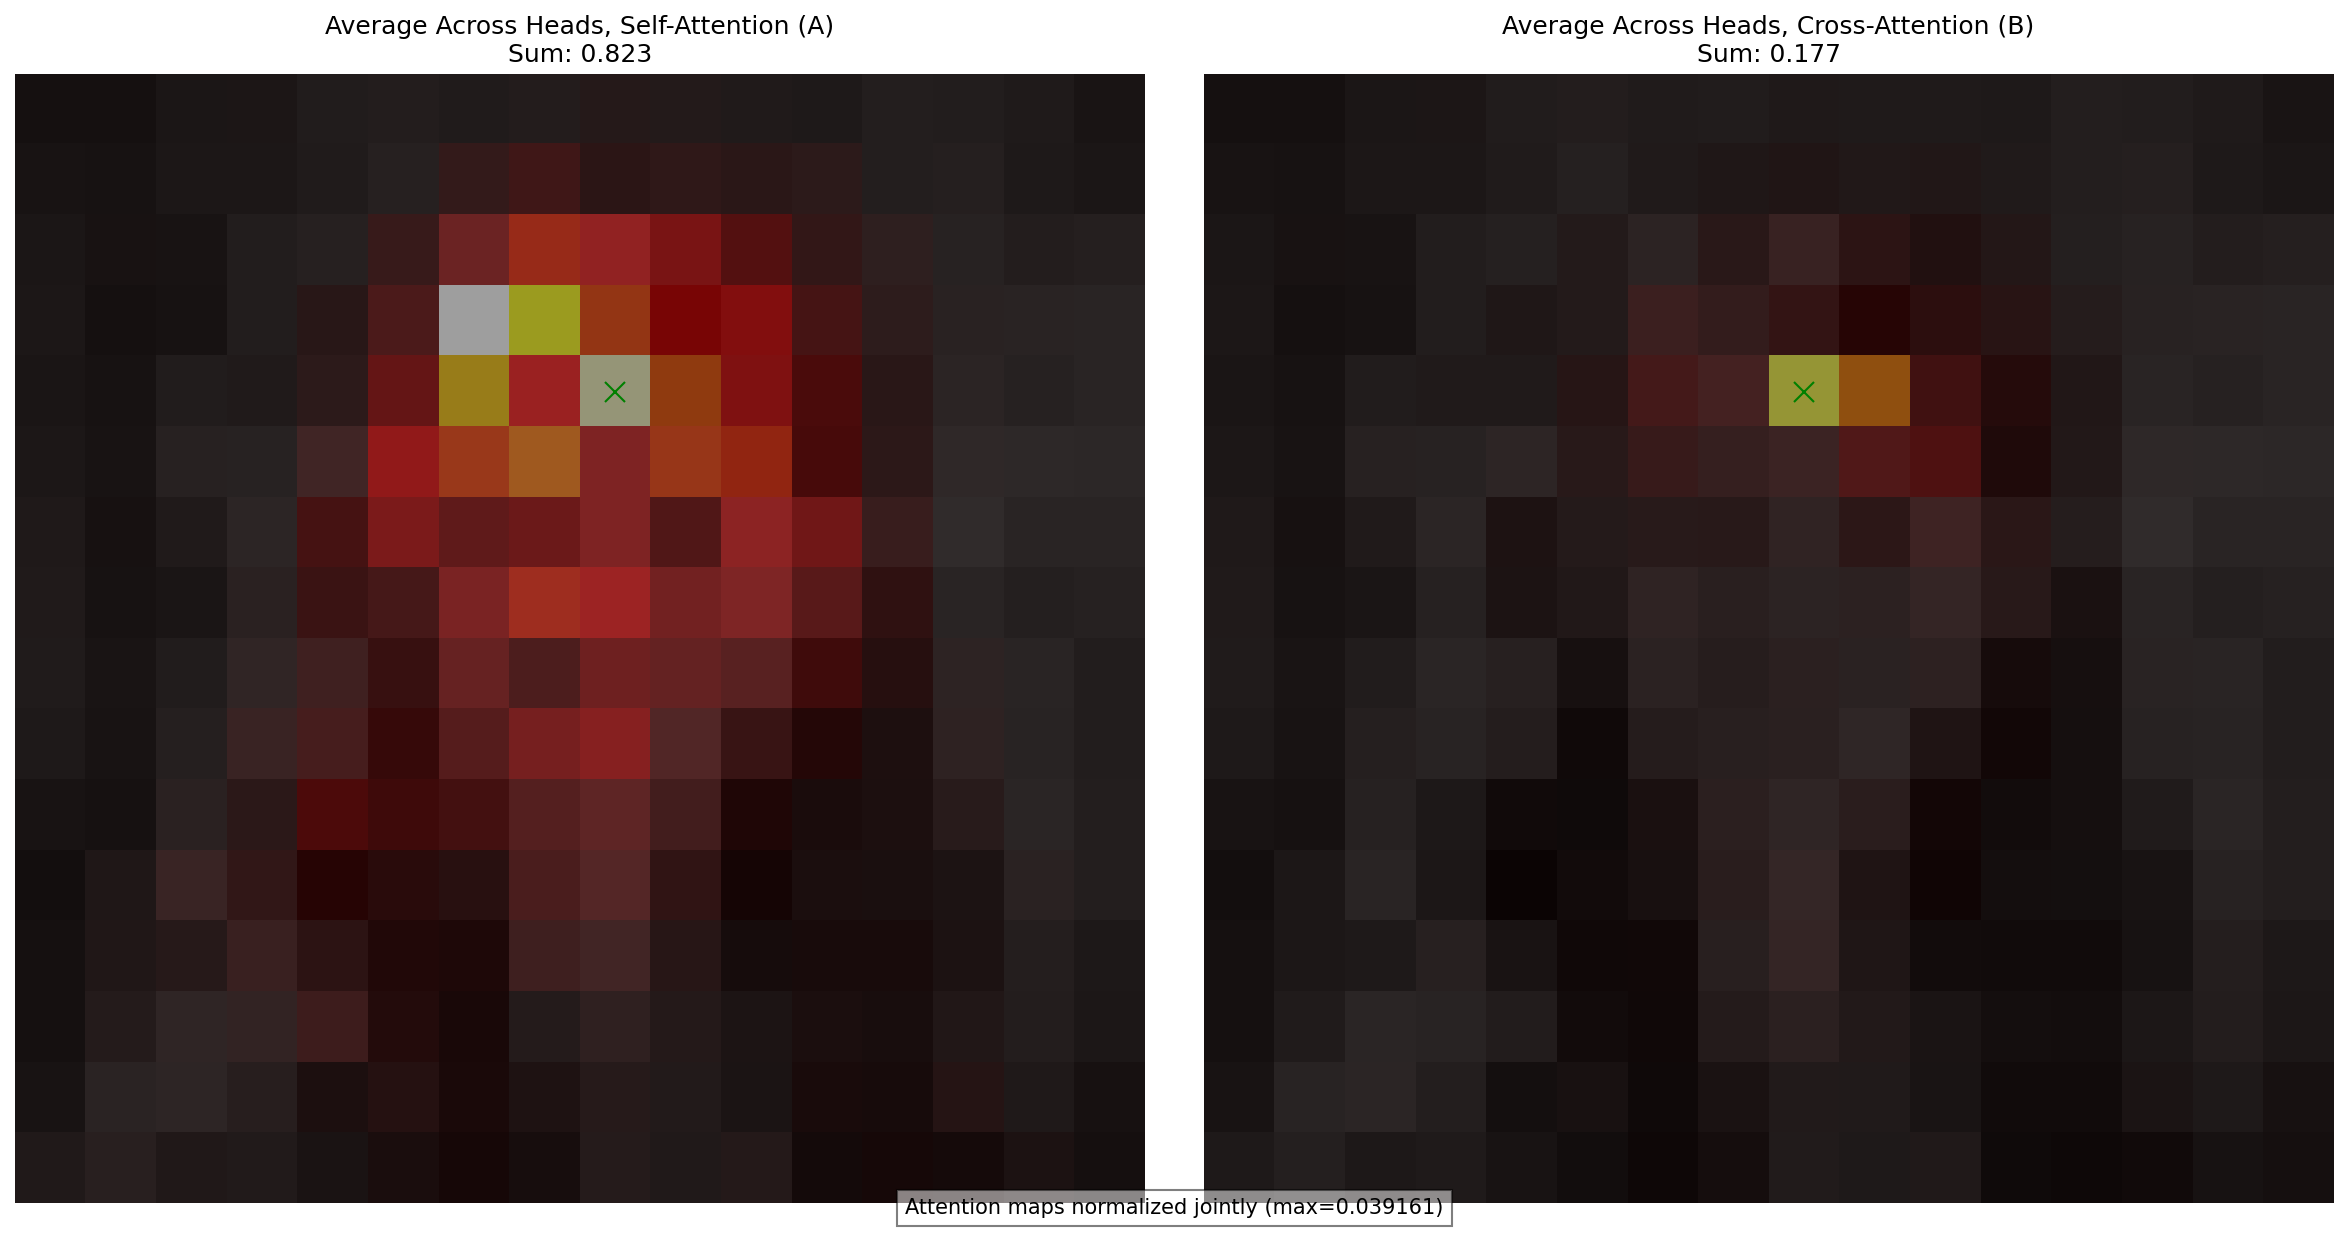 Average Across Heads, Self-Attention (A)
Sum: 0.823
Average Across Heads, Cross-Attention (B)
Sum: 0.177
Attention maps normalized jointly (max=0.039161)